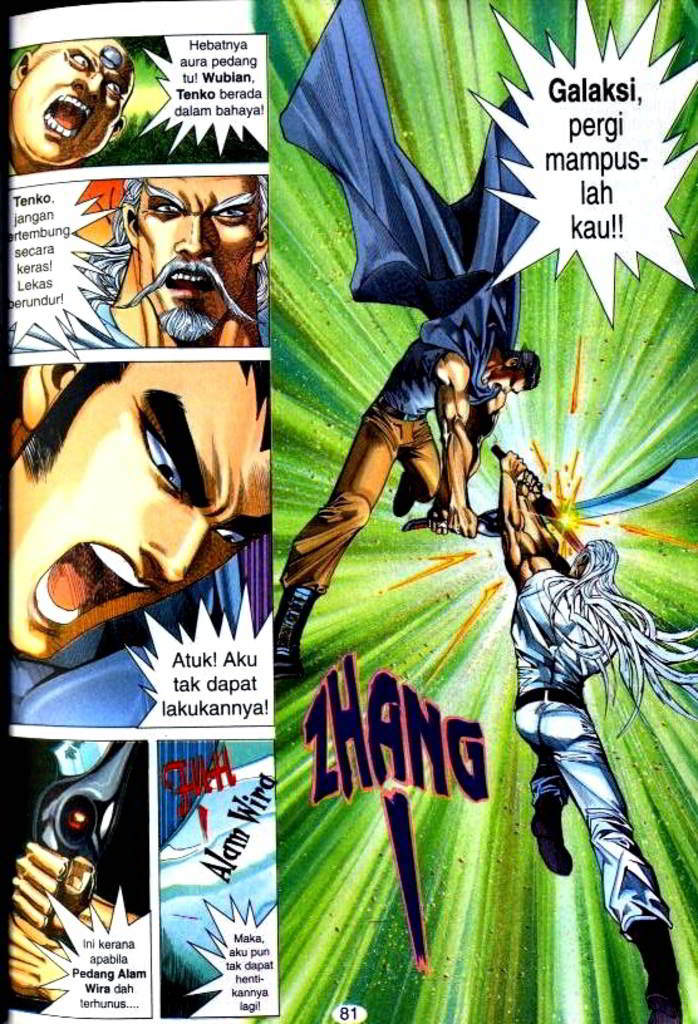 Hebatnya
aura pedang
tu! Wubian,
Tenko berada
dalam bahaya!
Tenko,
jangan
ertembung
secara
keras!
Lekas
berundur!
Atuk! Aku
tak dapat
lakukannya!
Ini kerana
apabila
Pedang Alam
Wira dah
terhunus....
Alam Wira
Maka,
aku pun
tak dapat
henti-
kannya
lagi!
Galaksi,
pergi
mampus-
lah
kau!!
ZHANG
!
81